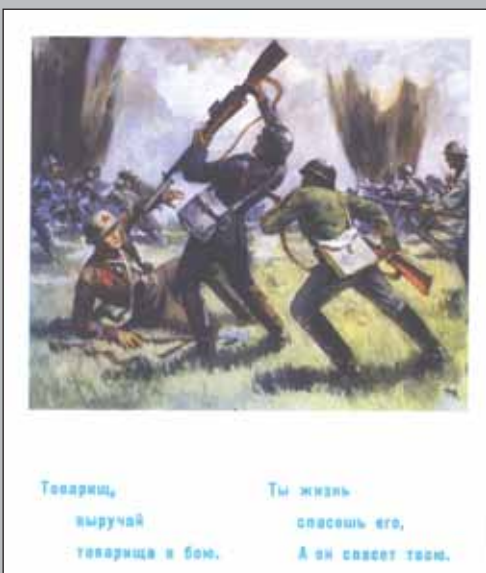 Товарищ,
выручай
товарища в бою.
Ты жизнь
спасешь его,
А он спасет твою.